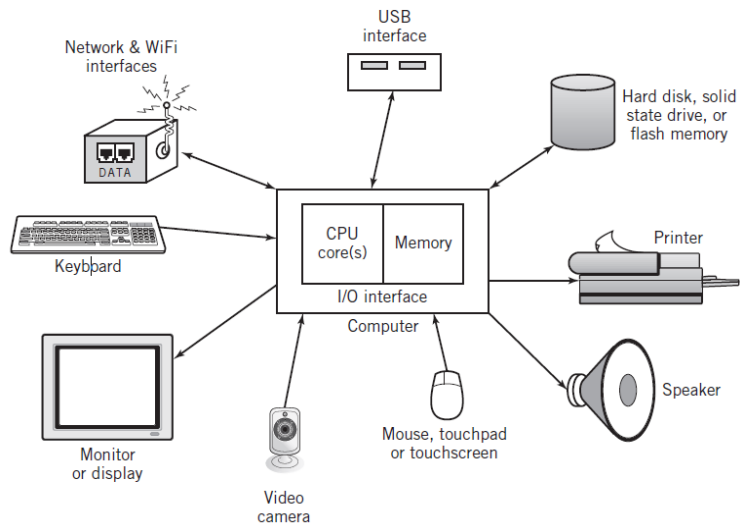 USB
interface
Network & WiFi
interfaces
DATA
Hard disk, solid
state drive, or
flash memory
Keyboard
CPU
core(s)
Memory
I/O interface
Computer
Printer
Monitor
or display
Video
camera
Mouse, touchpad
or touchscreen
Speaker